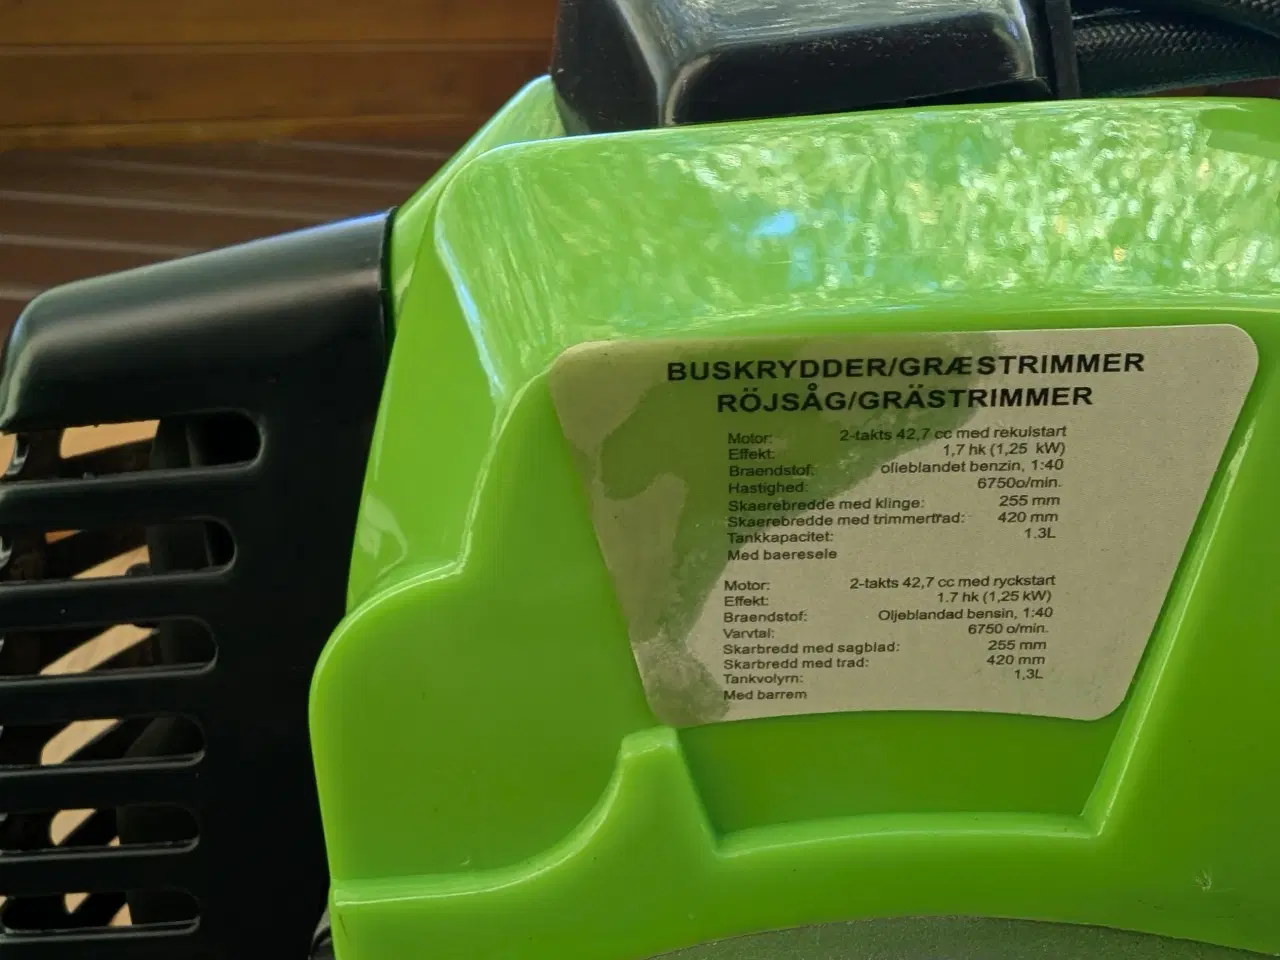 BUSKRYDDER/GRÆSTRIMMER
RÖJSÅG/GRÄSTRIMMER
Motor: 2-takts 42,7 cc med rekulstart
Effekt: 1,7 hk (1,25 kW)
Braendstof: olieblandet benzin, 1:40
Hastighed: 6750o/min.
Skaerebredde med klinge: 255 mm
Skaerebredde med trimmertrad: 420 mm
Tankkapacitet: 1.3L
Med baeresele
Motor: 2-takts 42,7 cc med ryckstart
Effekt: 1.7 hk (1,25 kW)
Braendstof: Oljeblandad bensin, 1:40
Varvtal: 6750 o/min.
Skarbredd med sagblad: 255 mm
Skarbredd med trad: 420 mm
Tankvolyrn: 1,3L
Med barrem